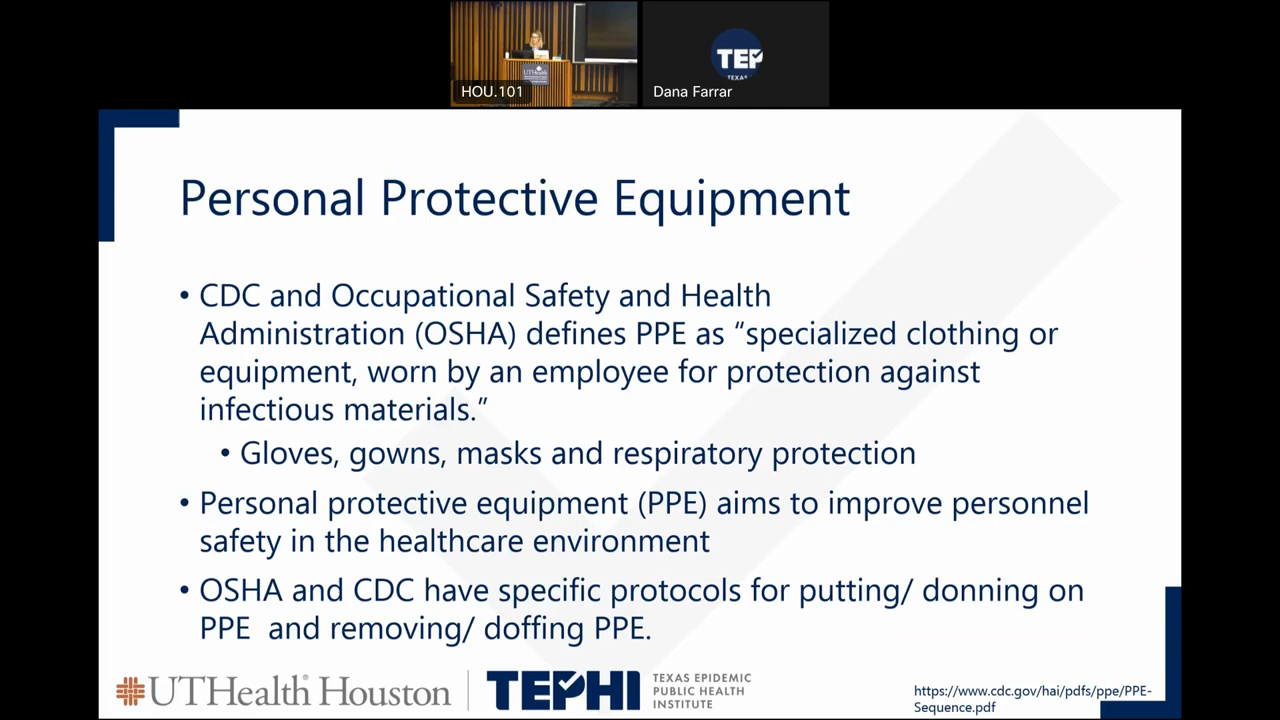 UTHealth
HOU.101
TEP
TEXAS
Dana Farrar
Personal Protective Equipment
• CDC and Occupational Safety and Health
Administration (OSHA) defines PPE as “specialized clothing or
equipment, worn by an employee for protection against
infectious materials.”
• Gloves, gowns, masks and respiratory protection
• Personal protective equipment (PPE) aims to improve personnel
safety in the healthcare environment
• OSHA and CDC have specific protocols for putting/ donning on
PPE  and removing/ doffing PPE.
UTHealth® Houston
TEPHI
TEXAS EPIDEMIC
PUBLIC HEALTH
INSTITUTE
https://www.cdc.gov/hai/pdfs/ppe/PPE-
Sequence.pdf